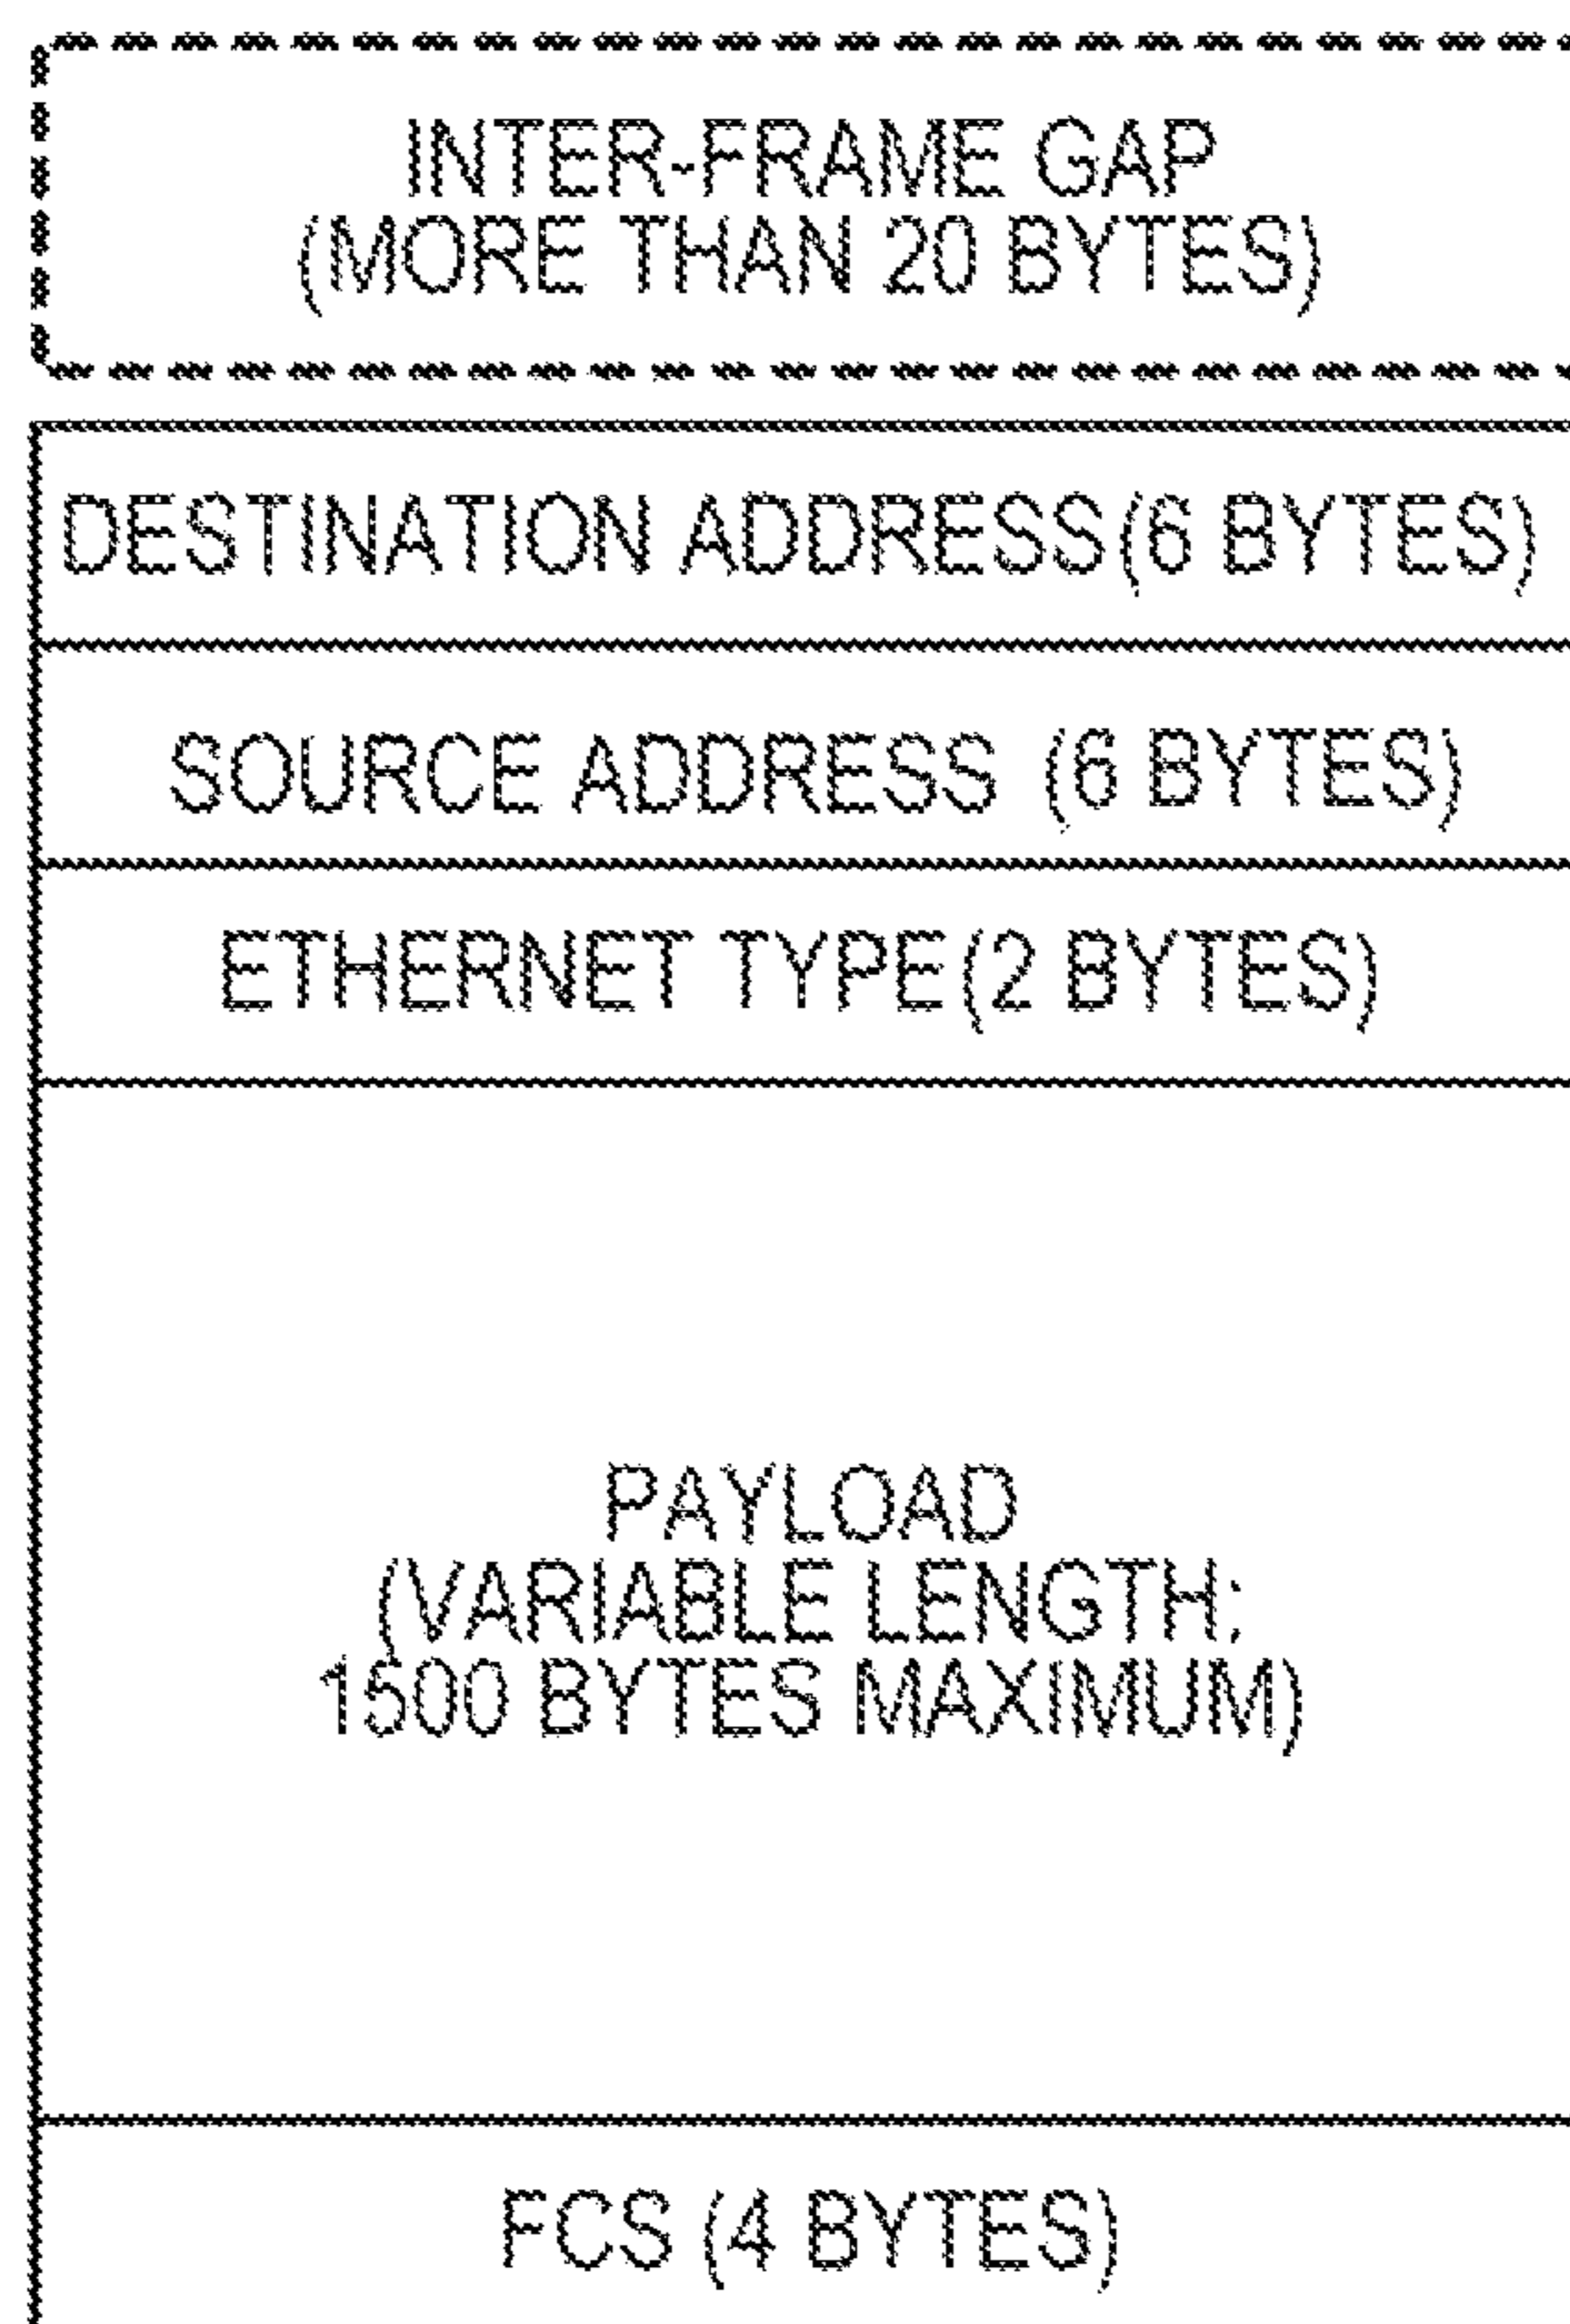 INTER-FRAME GAP
(MORE THAN 20 BYTES)
DESTINATION ADDRESS(6 BYTES)
SOURCE ADDRESS (6 BYTES)
ETHERNET TYPE(2 BYTES)
PAYLOAD
(VARIABLE LENGTH;
1500 BYTES MAXIMUM)
FCS (4 BYTES)